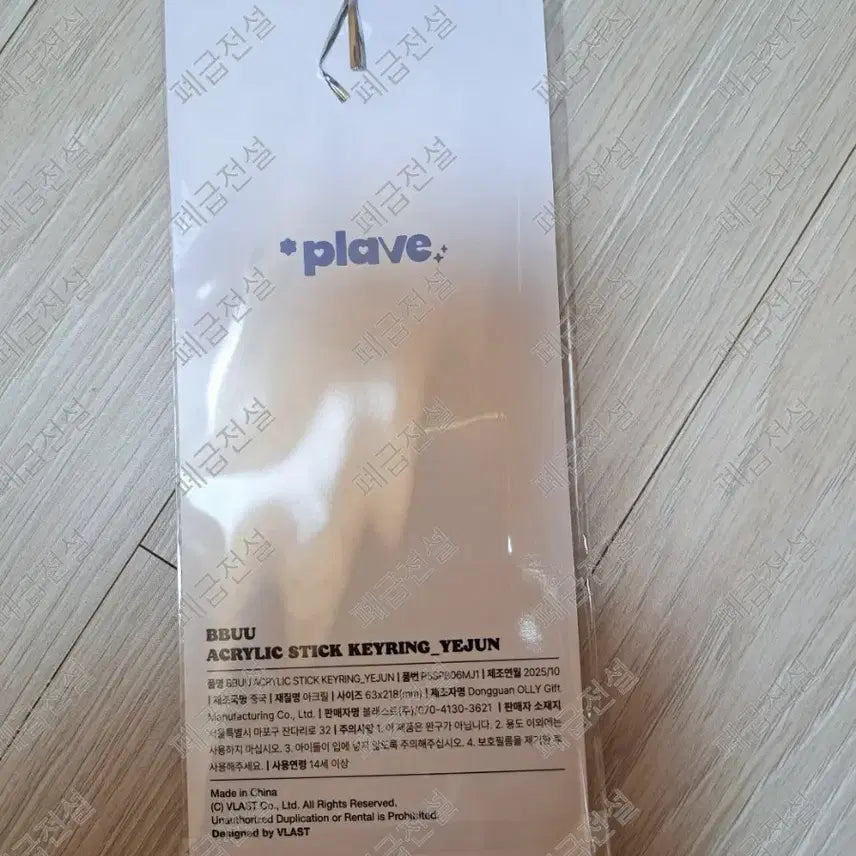 *plave
BBUU
ACRYLIC STICK KEYRING_YEJUN
품명 BBUU ACRYLIC STICK KEYRING_YEJUN | 품번 PSSPB06MJ1 | 제조연월 2025/10
| 제조국명 중국 | 재질명 아크릴 | 사이즈 63x218(mm) | 제조자명 Dongguan OLLY Gift
Manufacturing Co., Ltd. | 판매자명 블래스트(주)/070-4130-3621 | 판매자 소재지
서울특별시 마포구 잔다리로 32 | 주의사항 1. 이 제품은 완구가 아닙니다. 2. 용도 이외에는
사용하지 마십시오. 3. 아이들이 입에 넣지 않도록 주의해주십시오. 4. 보호필름을 제거한 후
사용해주세요. | 사용연령 14세 이상
Made in China
(C) VLAST Co., Ltd. All Rights Reserved.
Unauthorized Duplication or Rental is Prohibited.
Designed by VLAST
폐급전설